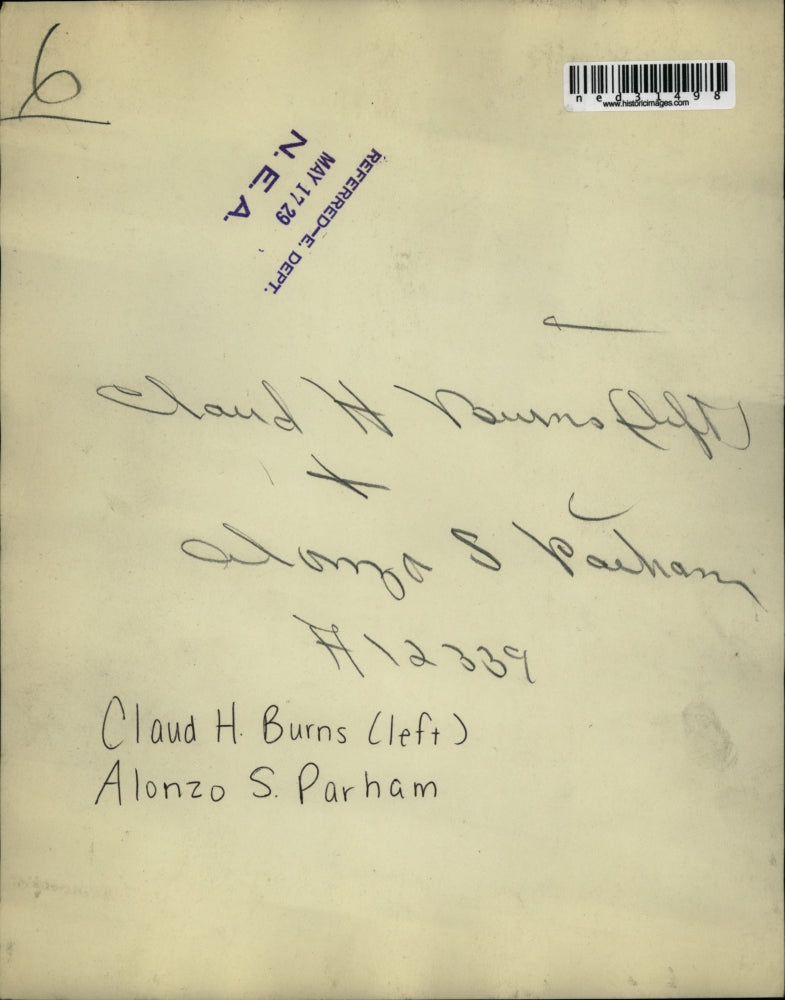 6
ned31498
www.historicimages.com
REFERRED-E. DEPT.
MAY 17 29
N. E. A.
Claud H Burns (left)
Alonzo S Parham
A12339
Claud H. Burns (left)
Alonzo S. Parham